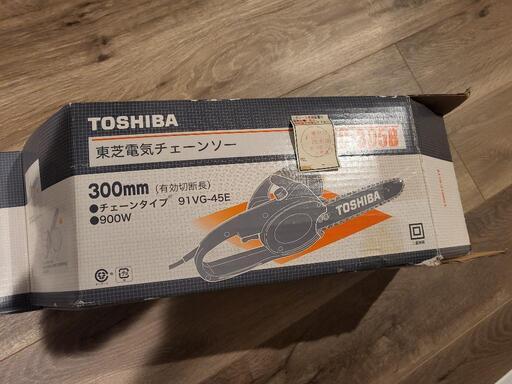 TOSHIBA
東芝電気チェーンソー
300mm (有効切断長)
●チェーンタイプ 91VG-45E
●900W
TOSHIBA